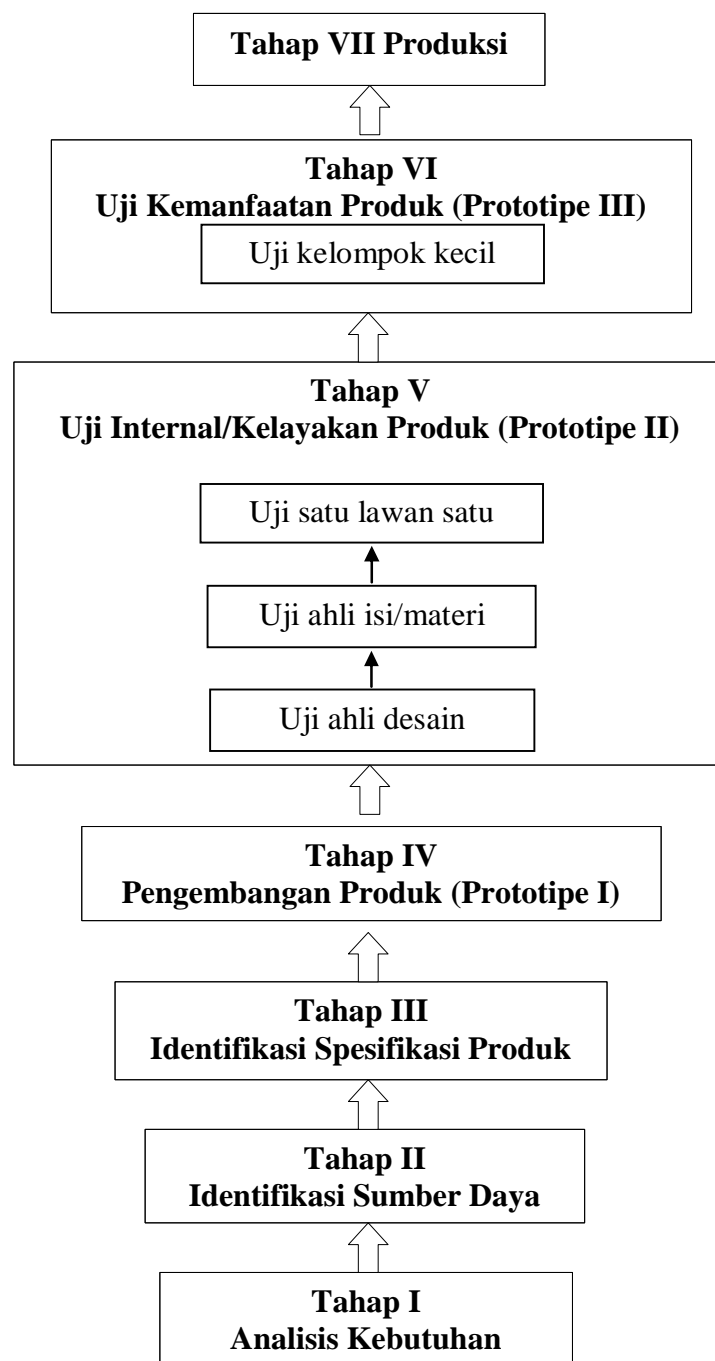 Tahap VII Produksi
Tahap VI
Uji Kemanfaatan Produk (Prototipe III)
Uji kelompok kecil
Tahap V
Uji Internal/Kelayakan Produk (Prototipe II)
Uji satu lawan satu
Uji ahli isi/materi
Uji ahli desain
Tahap IV
Pengembangan Produk (Prototipe I)
Tahap III
Identifikasi Spesifikasi Produk
Tahap II
Identifikasi Sumber Daya
Tahap I
Analisis Kebutuhan